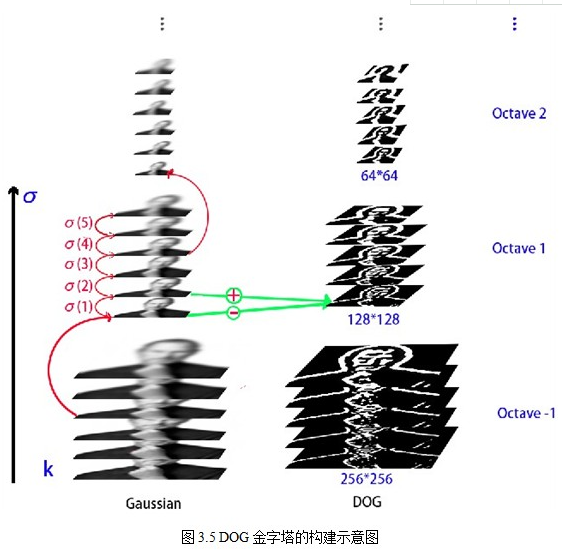 Octave 2
64*64
σ
σ(5)
σ(4)
σ(3)
σ(2)
σ(1)
+
−
Octave 1
128*128
Octave -1
k
256*256
Gaussian
DOG
图 3.5 DOG 金字塔的构建示意图